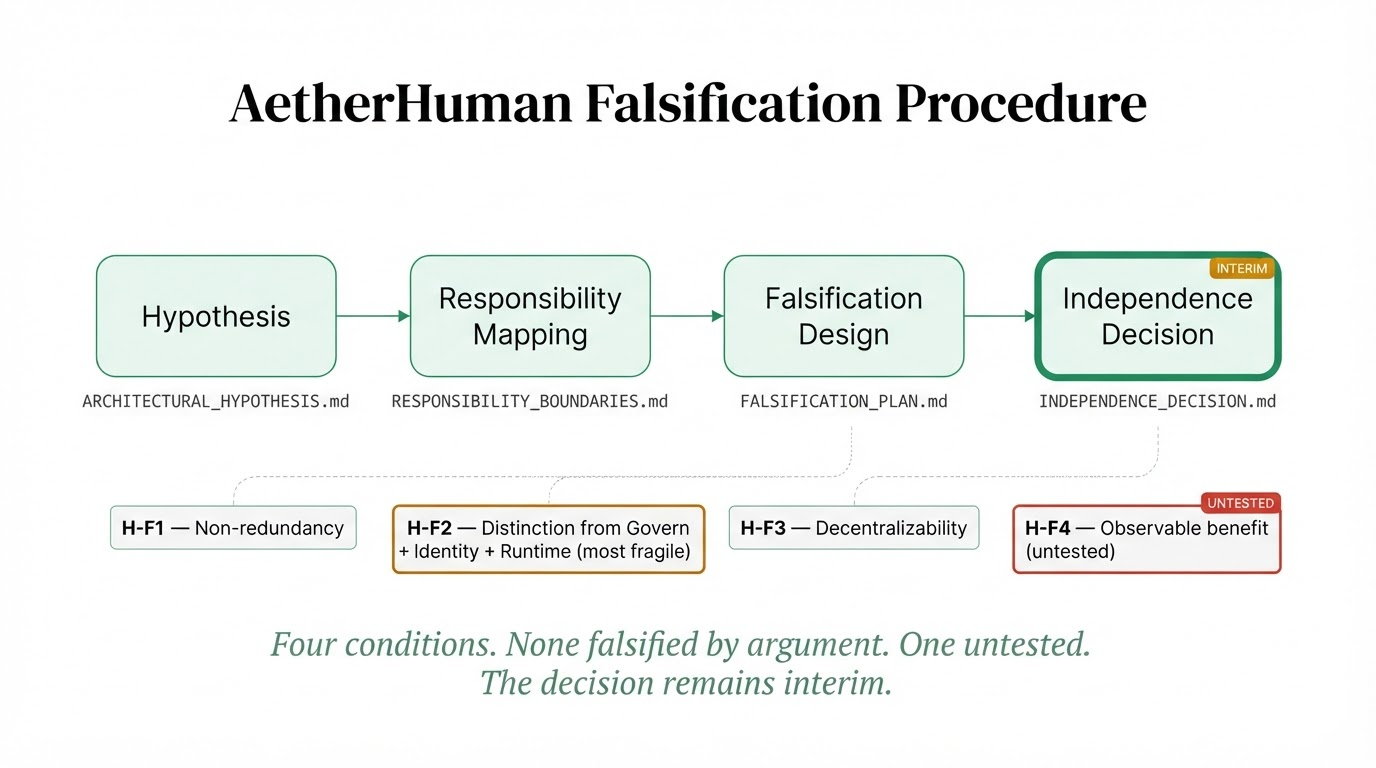 AetherHuman Falsification Procedure
Hypothesis
ARCHITECTURAL_HYPOTHESIS.md
Responsibility
Mapping
RESPONSIBILITY_BOUNDARIES.md
Falsification
Design
FALSIFICATION_PLAN.md
INTERIM
Independence
Decision
INDEPENDENCE_DECISION.md
H-F1 — Non-redundancy
H-F2 — Distinction from Govern
+ Identity + Runtime (most fragile)
H-F3 — Decentralizability
UNTESTED
H-F4 — Observable benefit
(untested)
Four conditions. None falsified by argument. One untested.
The decision remains interim.